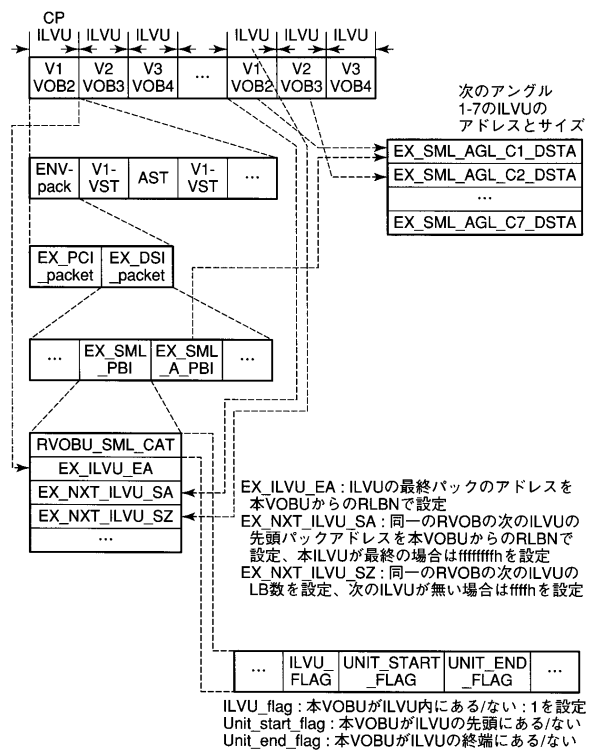 CP
ILVU ILVU ILVU ILVU ILVU ILVU
V1 V2 V3 … V1 V2 V3
VOB2 VOB3 VOB4 VOB2 VOB3 VOB4
次のアングル
1-7のILVUの
アドレスとサイズ
EX_SML_AGL_C1_DSTA
EX_SML_AGL_C2_DSTA
…
EX_SML_AGL_C7_DSTA
ENV-
pack
V1-
VST
AST
V1-
VST
…
EX_PCI
_packet
EX_DSI
_packet
…
EX_SML
_PBI
EX_SML
_A_PBI
…
RVOBU_SML_CAT
EX_ILVU_EA
EX_NXT_ILVU_SA
EX_NXT_ILVU_SZ
…
EX_ILVU_EA : ILVUの最終パックのアドレスを
本VOBUからのRLBNで設定
EX_NXT_ILVU_SA : 同一のRVOBの次のILVUの
先頭パックアドレスを本VOBUからのRLBNで
設定、本ILVUが最終の場合はffffffffhを設定
EX_NXT_ILVU_SZ : 同一のRVOBの次のILVUの
LB数を設定、次のILVUが無い場合はffffhを設定
…
ILVU_
FLAG
UNIT_START
_FLAG
UNIT_END
_FLAG
…
ILVU_flag : 本VOBUがILVU内にある/ない : 1を設定
Unit_start_flag : 本VOBUがILVUの先頭にある/ない
Unit_end_flag : 本VOBUがILVUの終端にある/ない